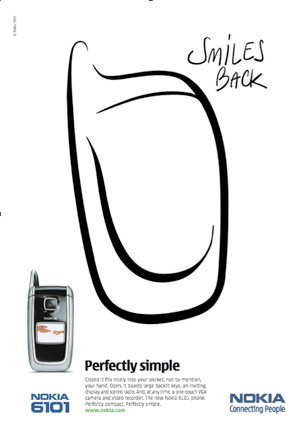 © Nokia 2005
SMILES
BACK
Perfectly simple
Closed it fits nicely into your pocket, not-to-mention,
your hand. Open, it boasts large backlit keys, an inviting
display and stereo radio. And, at any time, a one-touch VGA
camera and video recorder. The new Nokia 6101 phone.
Perfectly compact. Perfectly simple.
www.nokia.com
NOKIA
6101
NOKIA
Connecting People